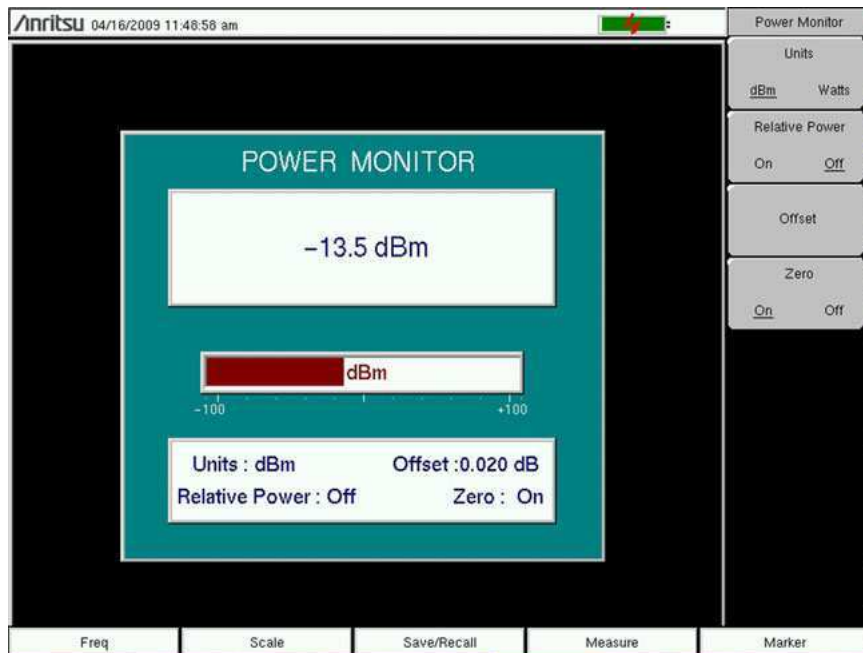 Anritsu 04/16/2009 11:48:58 am
Power Monitor
Units
dBm Watts
Relative Power
On Off
Offset
Zero
On Off
POWER MONITOR
-13.5 dBm
dBm
-100 +100
Units : dBm Offset :0.020 dB
Relative Power : Off Zero : On
Freq Scale Save/Recall Measure Marker